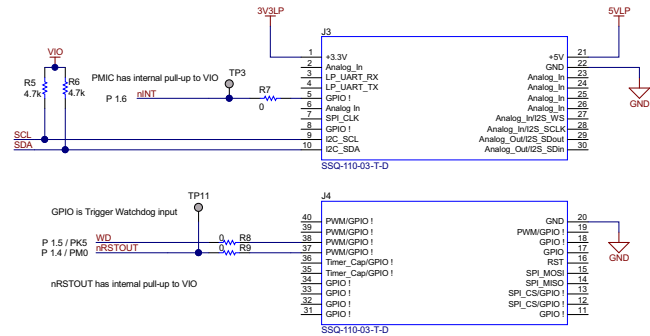 3V3LP
5VLP
J3
VIO
R5
4.7k
R6
4.7k
PMIC has internal pull-up to VIO
TP3
P 1.6
nINT
R7
0
SCL
SDA
1 +3.3V
2 Analog_In
3 LP_UART_RX
4 LP_UART_TX
5 GPIO !
6 Analog In
7 SPI_CLK
8 GPIO !
9 I2C_SCL
10 I2C_SDA
+5V 21
GND 22
Analog_In 23
Analog_In 24
Analog_In 25
Analog_In 26
Analog_In/I2S_WS 27
Analog_In/I2S_SCLK 28
Analog_Out/I2S_SDout 29
Analog_Out/I2S_SDin 30
GND
SSQ-110-03-T-D
J4
TP11
GPIO is Trigger Watchdog input
P 1.5 / PK5
WD
0 R8
P 1.4 / PM0
nRSTOUT
0 R9
nRSTOUT has internal pull-up to VIO
40 PWM/GPIO !
39 PWM/GPIO !
38 PWM/GPIO !
37 PWM/GPIO !
36 Timer_Cap/GPIO !
35 Timer_Cap/GPIO !
34 GPIO !
33 GPIO !
32 GPIO !
31 GPIO !
GND 20
PWM/GPIO ! 19
GPIO ! 18
GPIO 17
RST 16
SPI_MOSI 15
SPI_MISO 14
SPI_CS/GPIO ! 13
SPI_CS/GPIO ! 12
GPIO ! 11
GND
SSQ-110-03-T-D